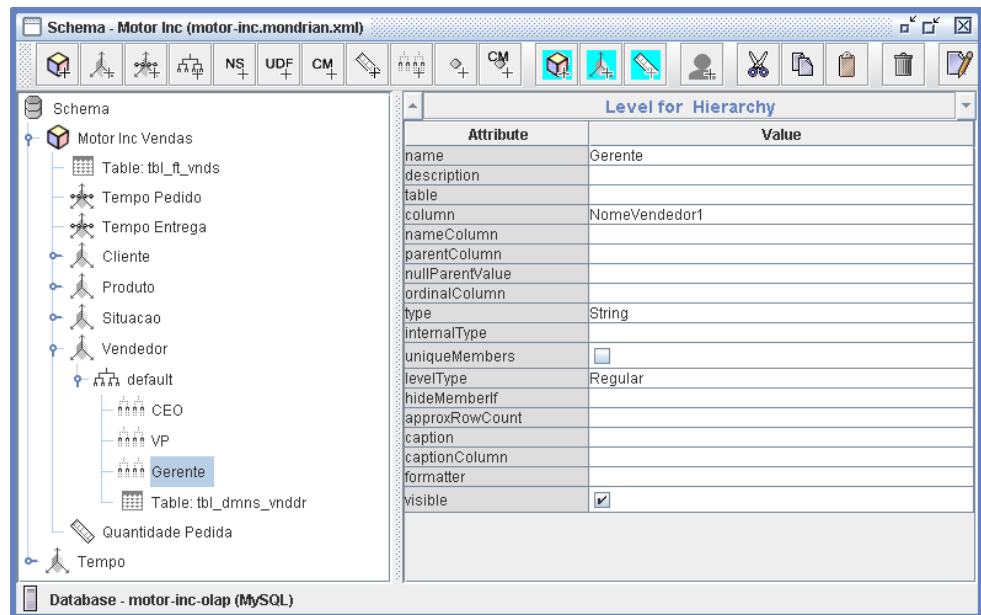 Schema - Motor Inc (motor-inc.mondrian.xml)
NS UDF CM CM
Schema
Motor Inc Vendas
Table: tbl_ft_vnds
Tempo Pedido
Tempo Entrega
Cliente
Produto
Situacao
Vendedor
default
CEO
VP
Gerente
Table: tbl_dmns_vnddr
Quantidade Pedida
Tempo
Level for Hierarchy
Attribute Value
name Gerente
description
table
column NomeVendedor1
nameColumn
parentColumn
nullParentValue
ordinalColumn
type String
internalType
uniqueMembers
levelType Regular
hideMemberIf
approxRowCount
caption
captionColumn
formatter
visible
Database - motor-inc-olap (MySQL)